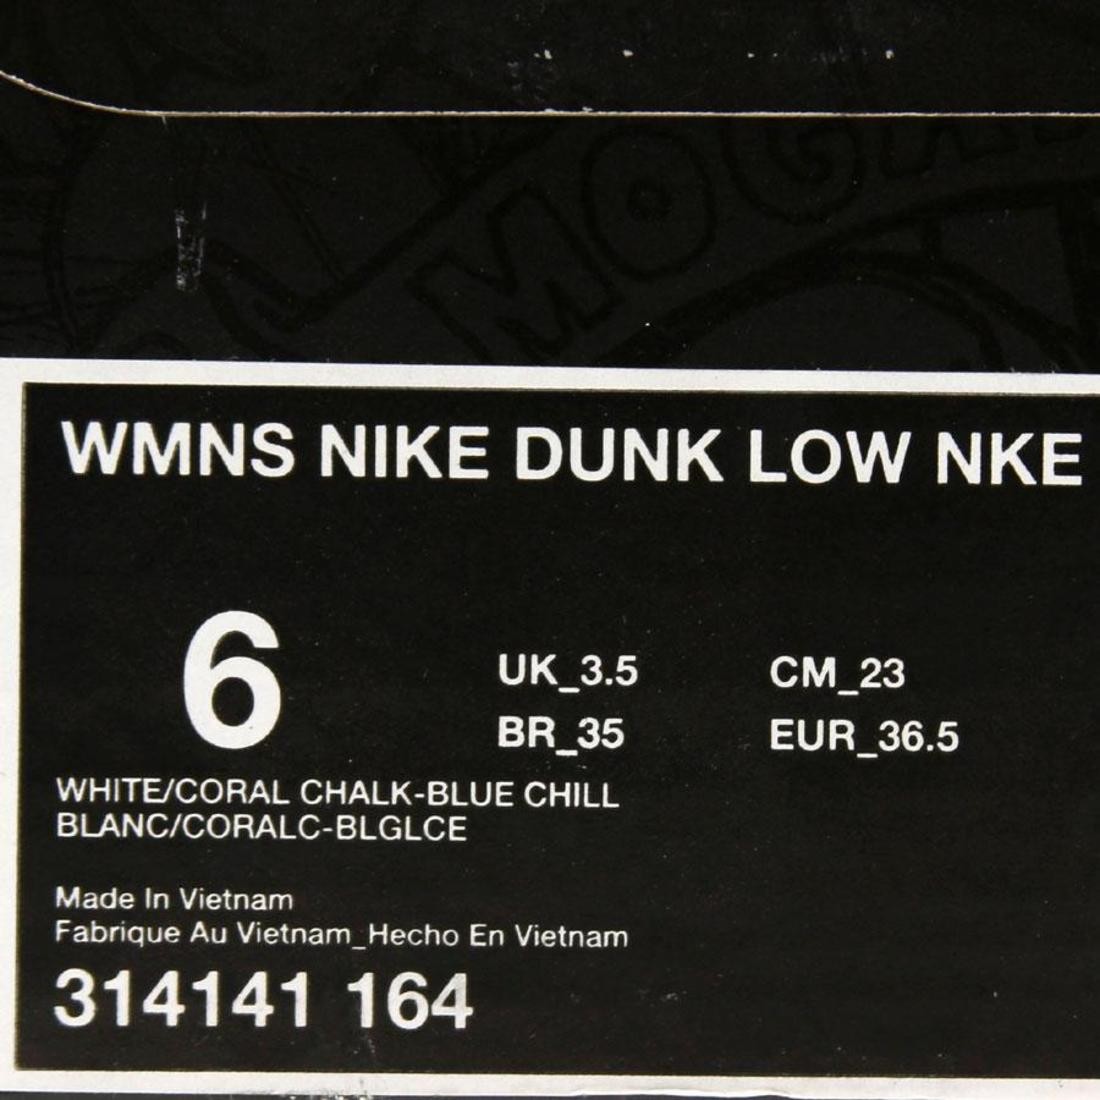 MOGA
WMNS NIKE DUNK LOW NKE
6
UK_3.5 CM_23
BR_35 EUR_36.5
WHITE/CORAL CHALK-BLUE CHILL
BLANC/CORALC-BLGLCE
Made In Vietnam
Fabrique Au Vietnam_Hecho En Vietnam
314141 164